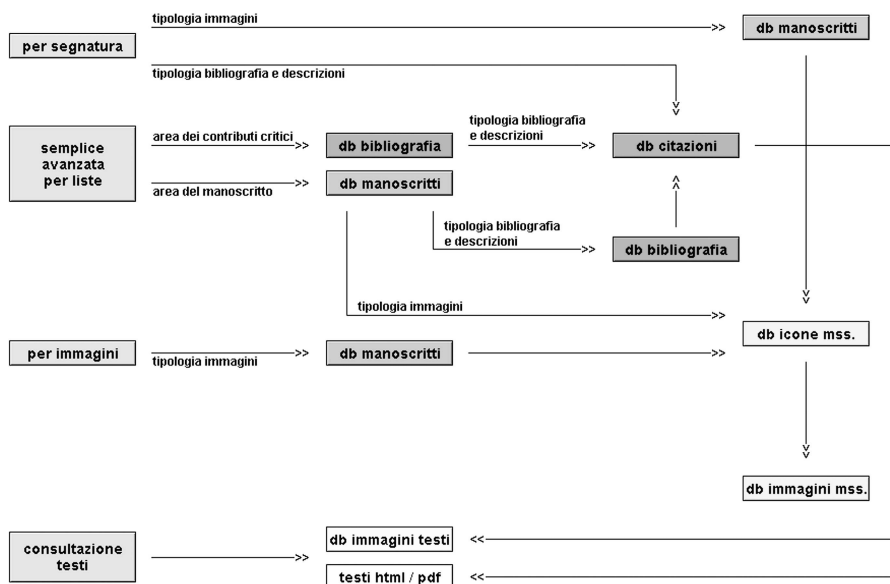 tipologia immagini
per segnatura
db manoscritti
tipologia bibliografia e descrizioni
semplice
avanzata
per liste
area dei contributi critici
db bibliografia
tipologia bibliografia
e descrizioni
db citazioni
area del manoscritto
db manoscritti
tipologia bibliografia
e descrizioni
db bibliografia
tipologia immagini
db icone mss.
per immagini
tipologia immagini
db manoscritti
db immagini mss.
consultazione
testi
db immagini testi
testi html / pdf